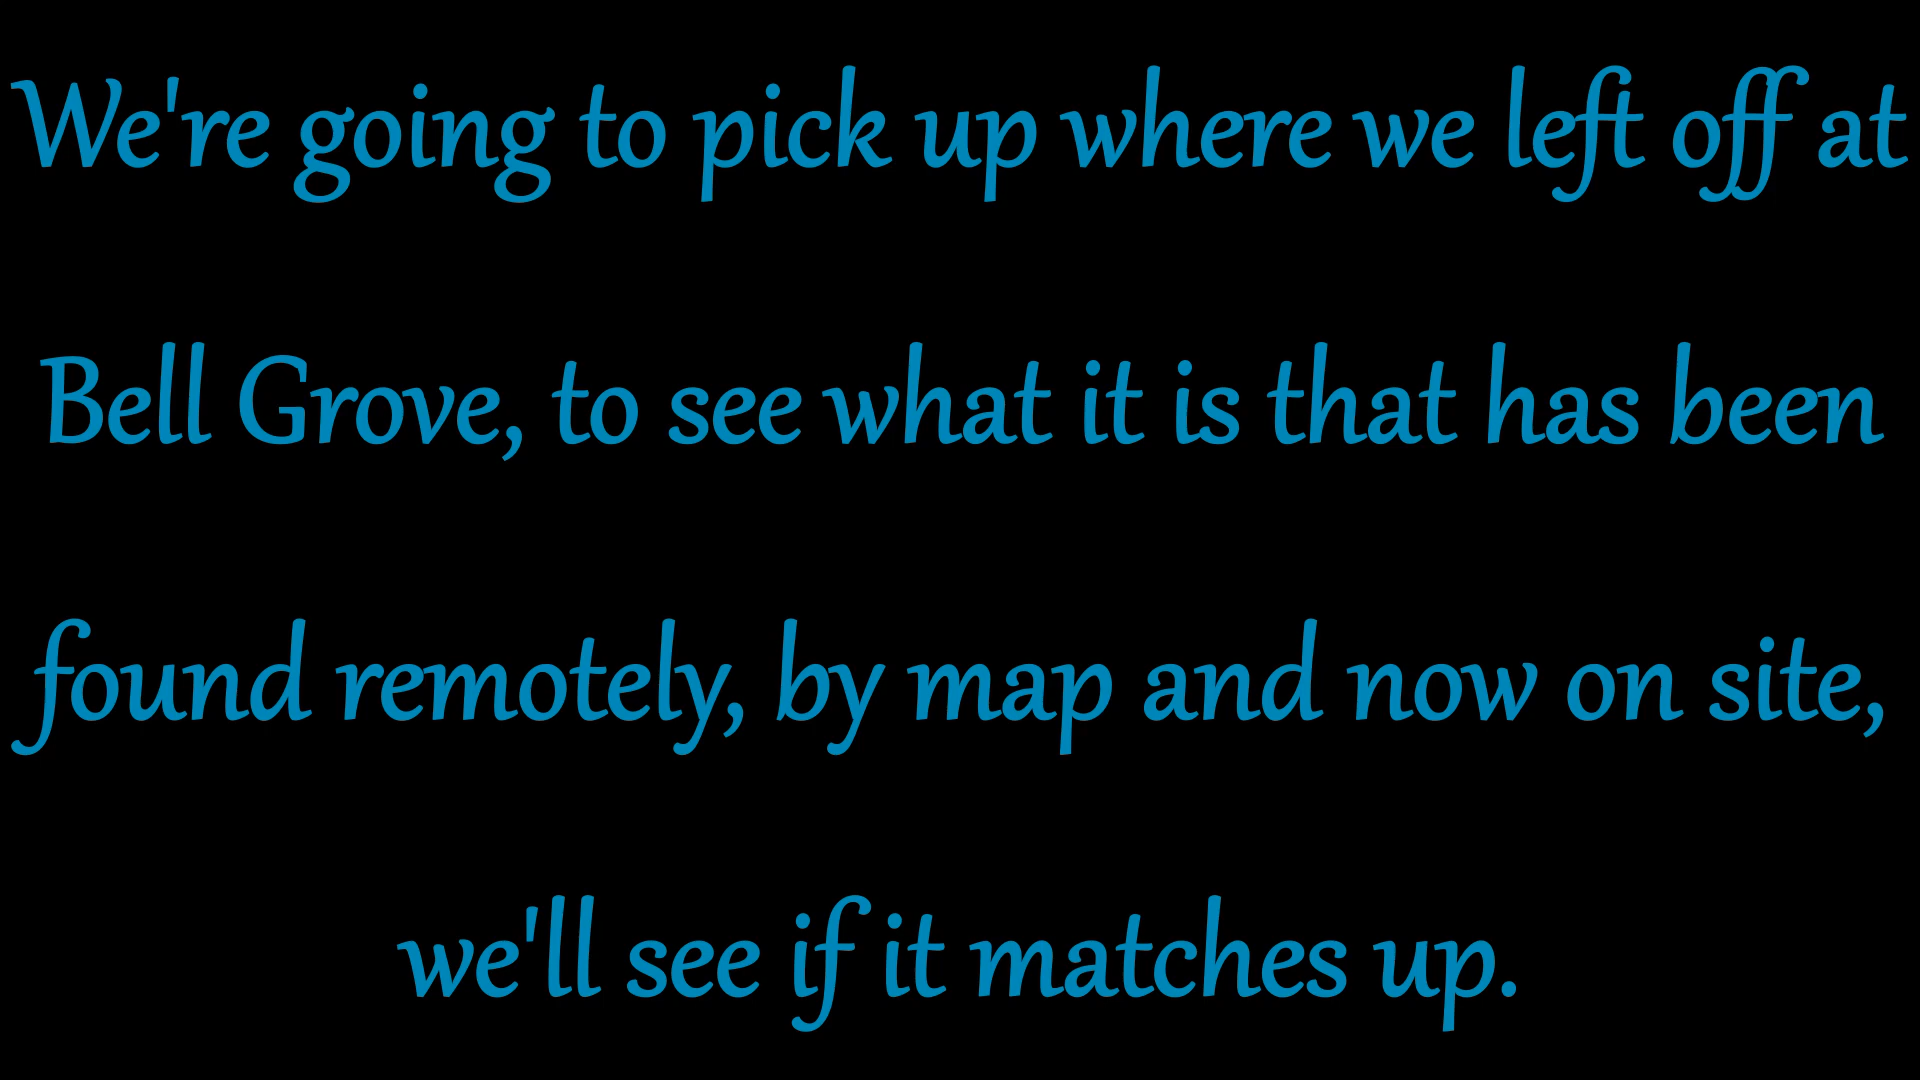 We're going to pick up where we left off at
Bell Grove, to see what it is that has been
found remotely, by map and now on site,
we'll see if it matches up.